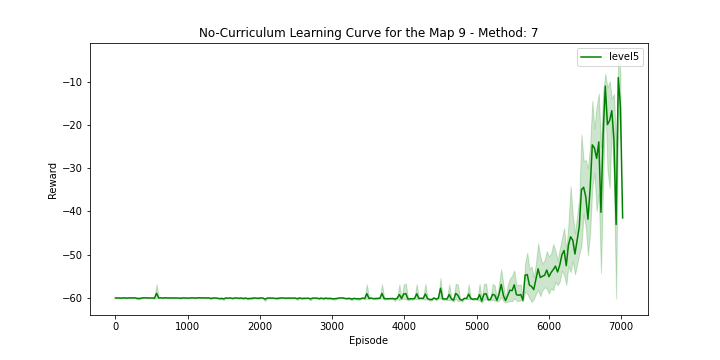 No-Curriculum Learning Curve for the Map 9 - Method: 7
level5
−10
−20
−30
−40
−50
−60
Reward
0 1000 2000 3000 4000 5000 6000 7000
Episode